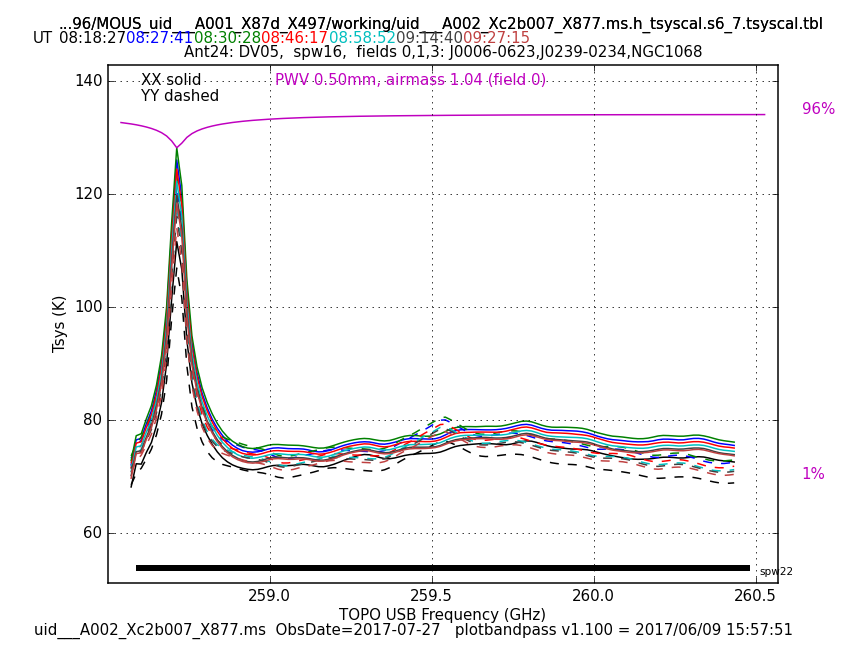 ...96/MOUS_uid___A001_X87d_X497/working/uid___A002_Xc2b007_X877.ms.h_tsyscal.s6_7.tsyscal.tbl
UT 08:18:27 08:27:41 08:30:28 08:46:17 08:58:52 09:14:40 09:27:15
Ant24: DV05,  spw16,  fields 0,1,3: J0006-0623,J0239-0234,NGC1068
XX solid
PWV 0.50mm, airmass 1.04 (field 0)
YY dashed
96%
1%
140
120
100
80
60
Tsys (K)
spw22
259.0 259.5 260.0 260.5
TOPO USB Frequency (GHz)
uid___A002_Xc2b007_X877.ms  ObsDate=2017-07-27   plotbandpass v1.100 = 2017/06/09 15:57:51